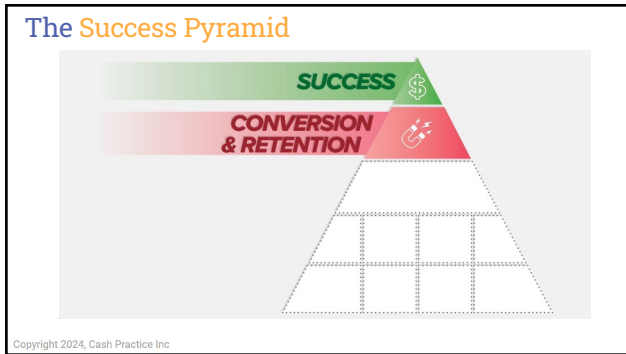 The Success Pyramid
SUCCESS
$
CONVERSION
& RETENTION
Copyright 2024, Cash Practice Inc